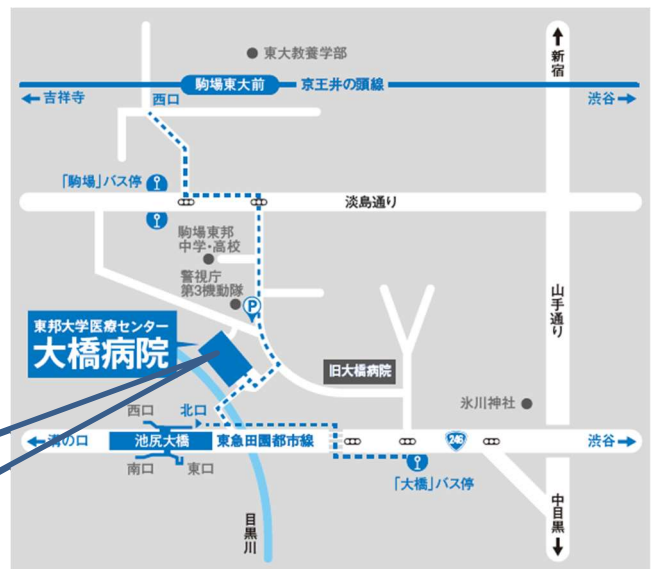 東大教養学部
新宿
駒場東大前
京王井の頭線
吉祥寺
西口
渋谷
「駒場」バス停
淡島通り
駒場東邦
中学・高校
警視庁
第3機動隊
P
山手通り
東邦大学医療センター
大橋病院
旧大橋病院
氷川神社
西口
北口
溝の口
池尻大橋
東急田園都市線
246
渋谷
南口
東口
「大橋」バス停
目黒川
中目黒